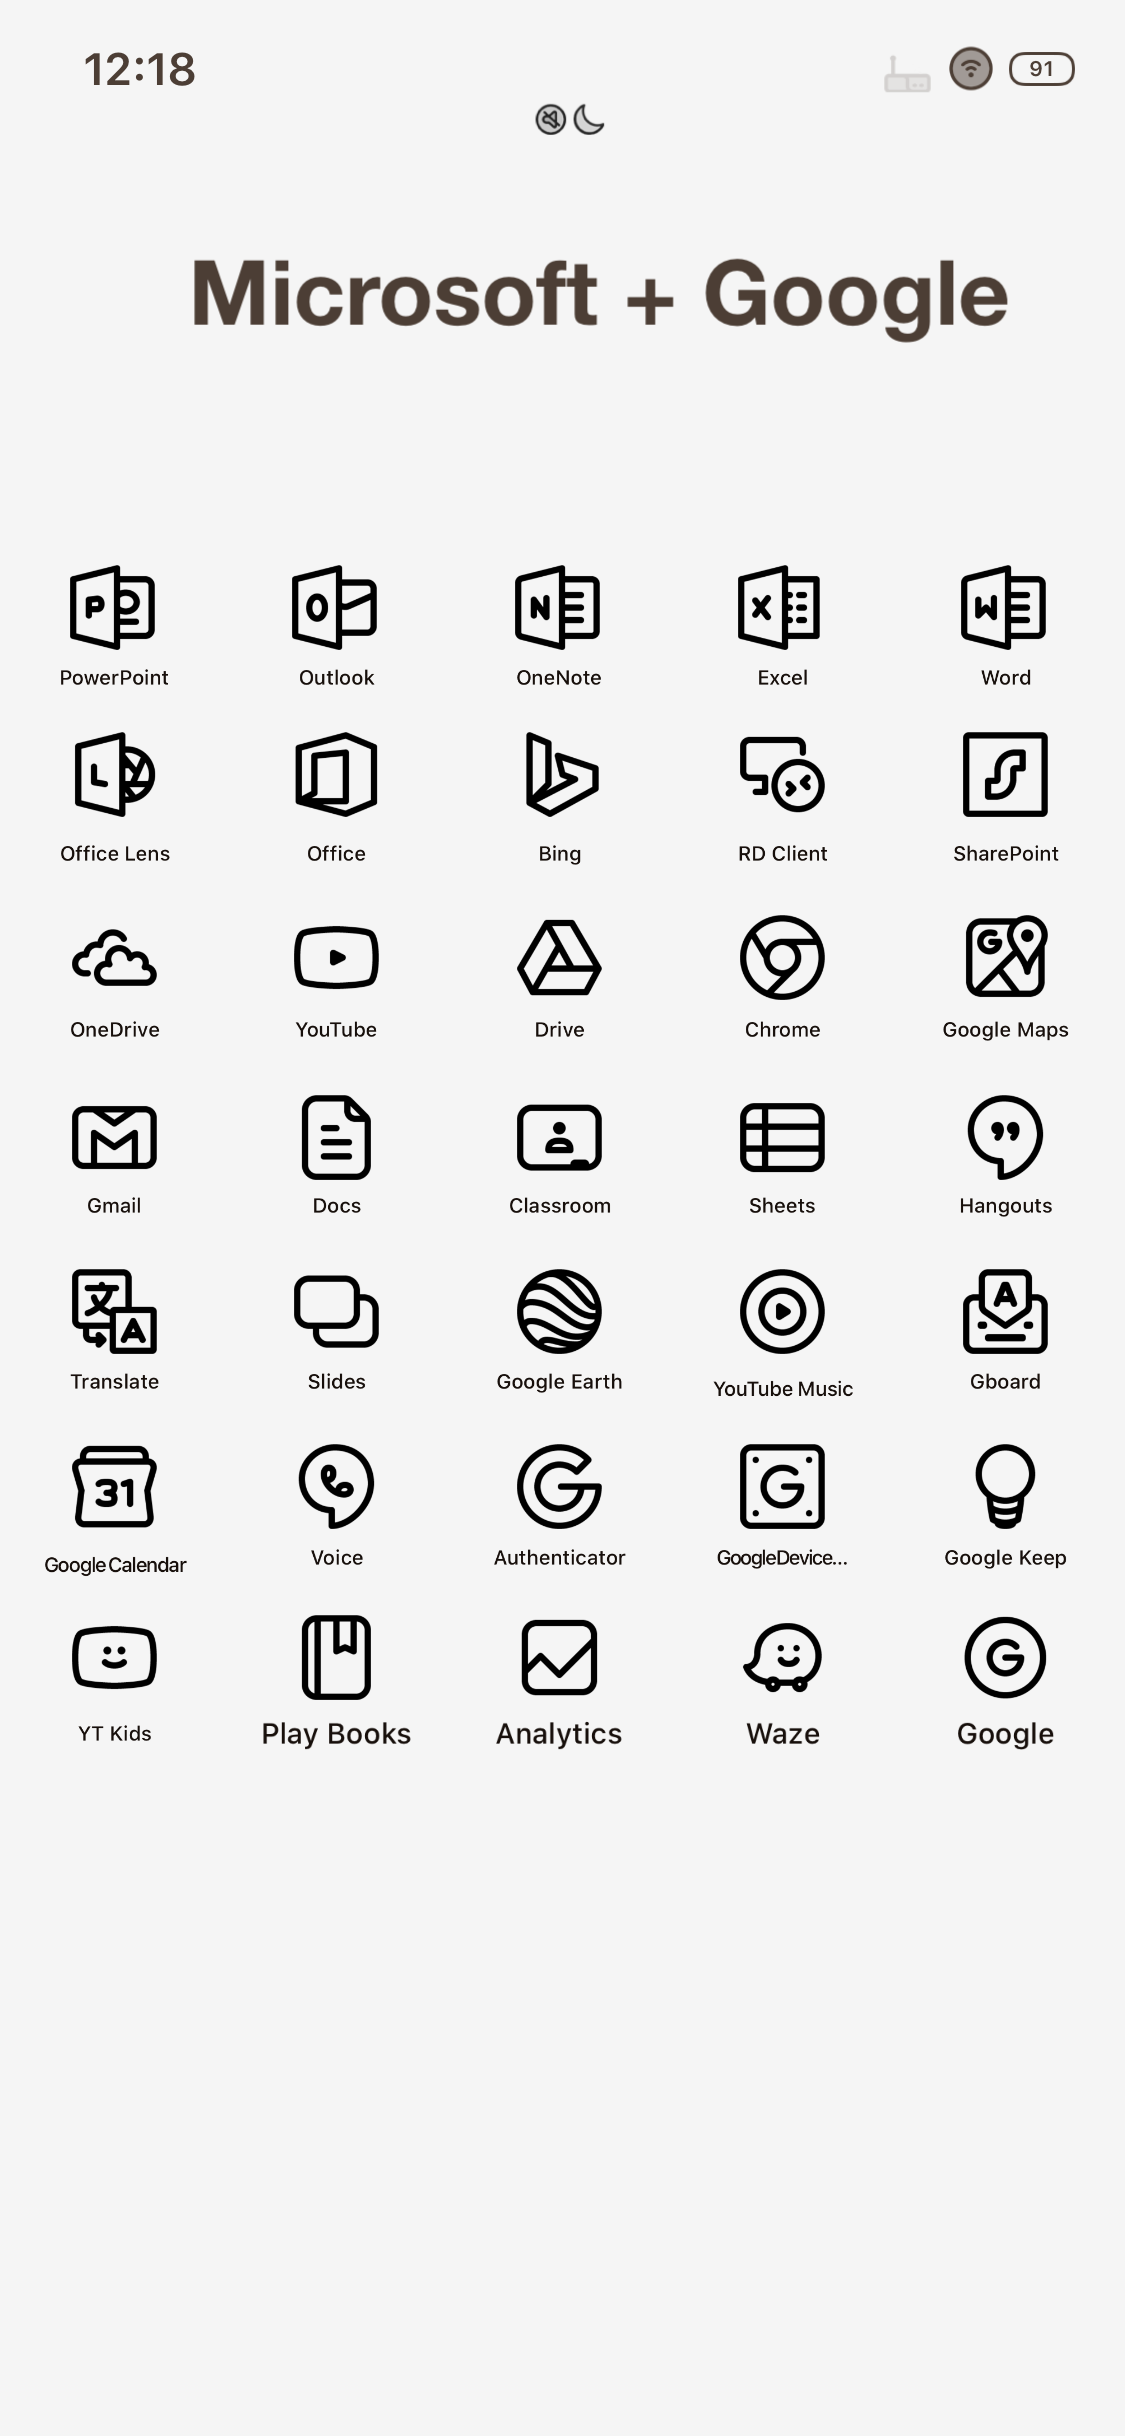 12:18
91
Microsoft + Google
PowerPoint Outlook OneNote Excel Word
Office Lens Office Bing RD Client SharePoint
OneDrive YouTube Drive Chrome Google Maps
Gmail Docs Classroom Sheets Hangouts
Translate Slides Google Earth YouTube Music Gboard
31
Google Calendar Voice Authenticator GoogleDevice... Google Keep
YT Kids Play Books Analytics Waze Google